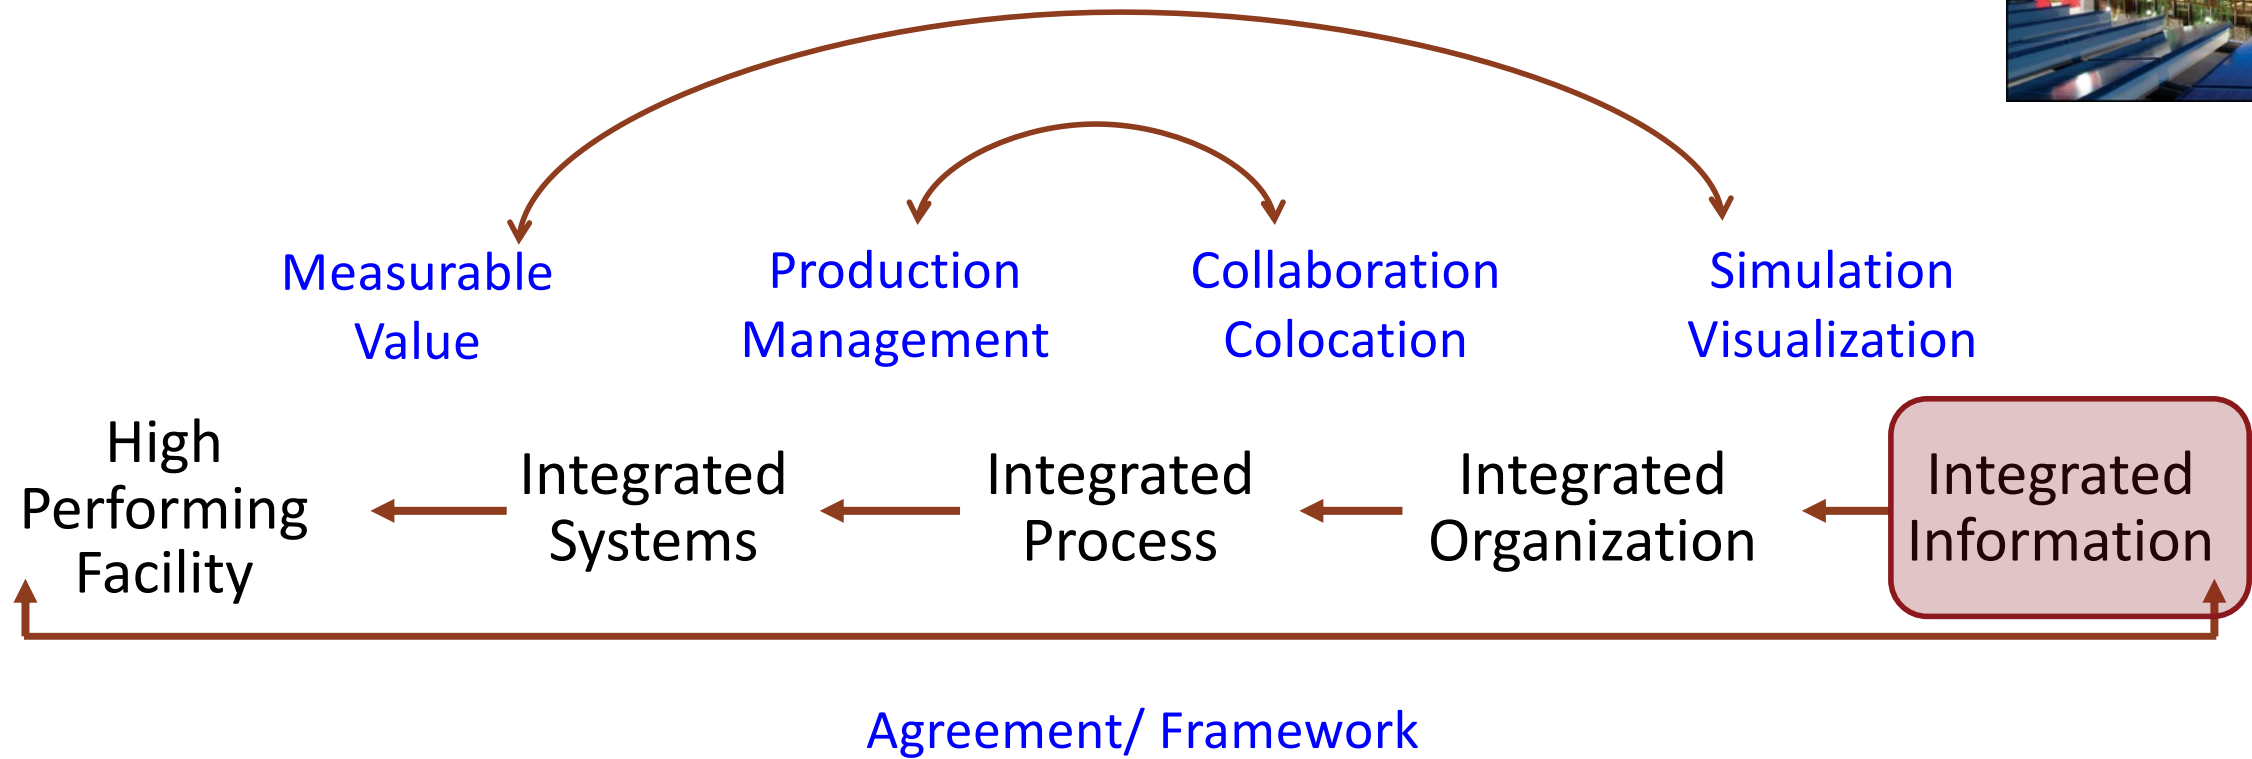 Measurable
Value
Production
Management
Collaboration
Colocation
Simulation
Visualization
High
Performing
Facility
Integrated
Systems
Integrated
Process
Integrated
Organization
Integrated
Information
Agreement/ Framework